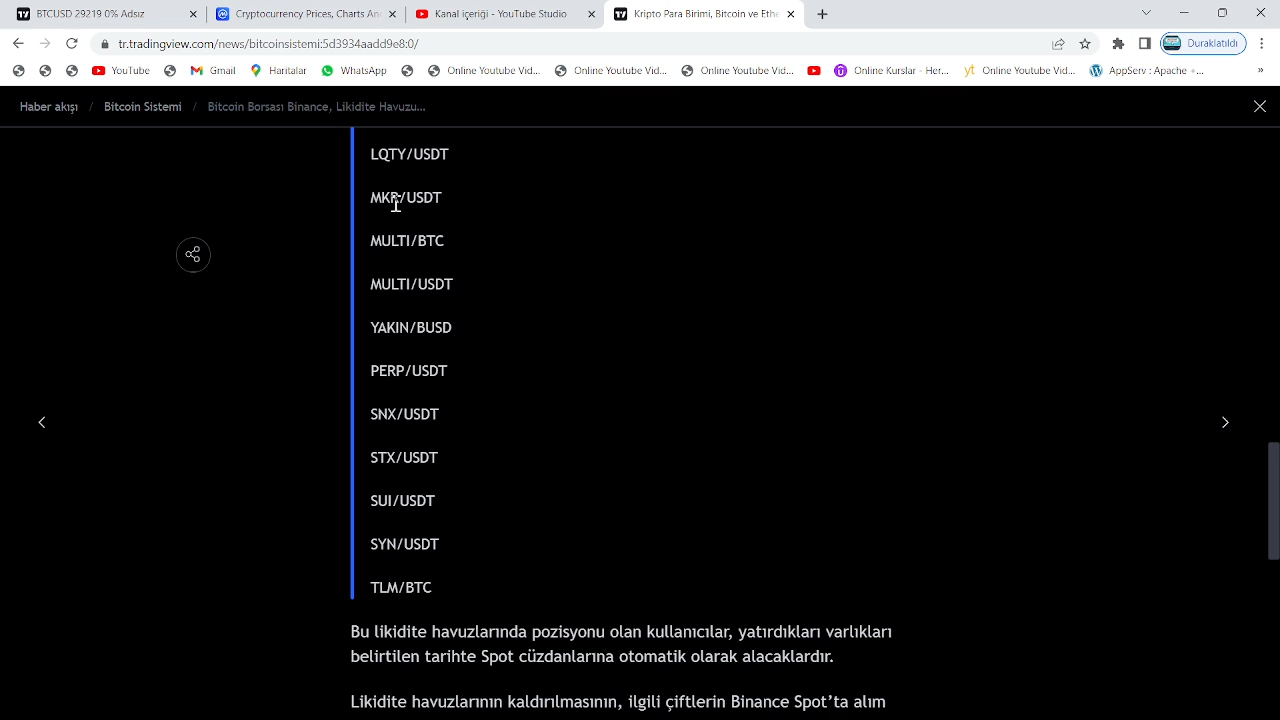 BTCUSD 29219 0% Adsız
Cryptocurrency Prices, Charts An
Kanal içeriği - YouTube Studio
Kripto Para Birimi, Bitcoin ve Ethe
tr.tradingview.com/news/bitcoinsistemi:5d3934aadd9e8:0/
Duraklatıldı
YouTube
Gmail
Haritalar
WhatsApp
Online Youtube Vid...
Online Youtube Vid...
Online Youtube Vid...
Online Kurslar - Her...
yt Online Youtube Vid...
AppServ : Apache +...
»
Haber akışı / Bitcoin Sistemi / Bitcoin Borsası Binance, Likidite Havuzu...
LQTY/USDT
MKR/USDT
MULTI/BTC
MULTI/USDT
YAKIN/BUSD
PERP/USDT
SNX/USDT
STX/USDT
SUI/USDT
SYN/USDT
TLM/BTC
Bu likidite havuzlarında pozisyonu olan kullanıcılar, yatırdıkları varlıkları
belirtilen tarihte Spot cüzdanlarına otomatik olarak alacaklardır.
Likidite havuzlarının kaldırılmasının, ilgili çiftlerin Binance Spot'ta alım